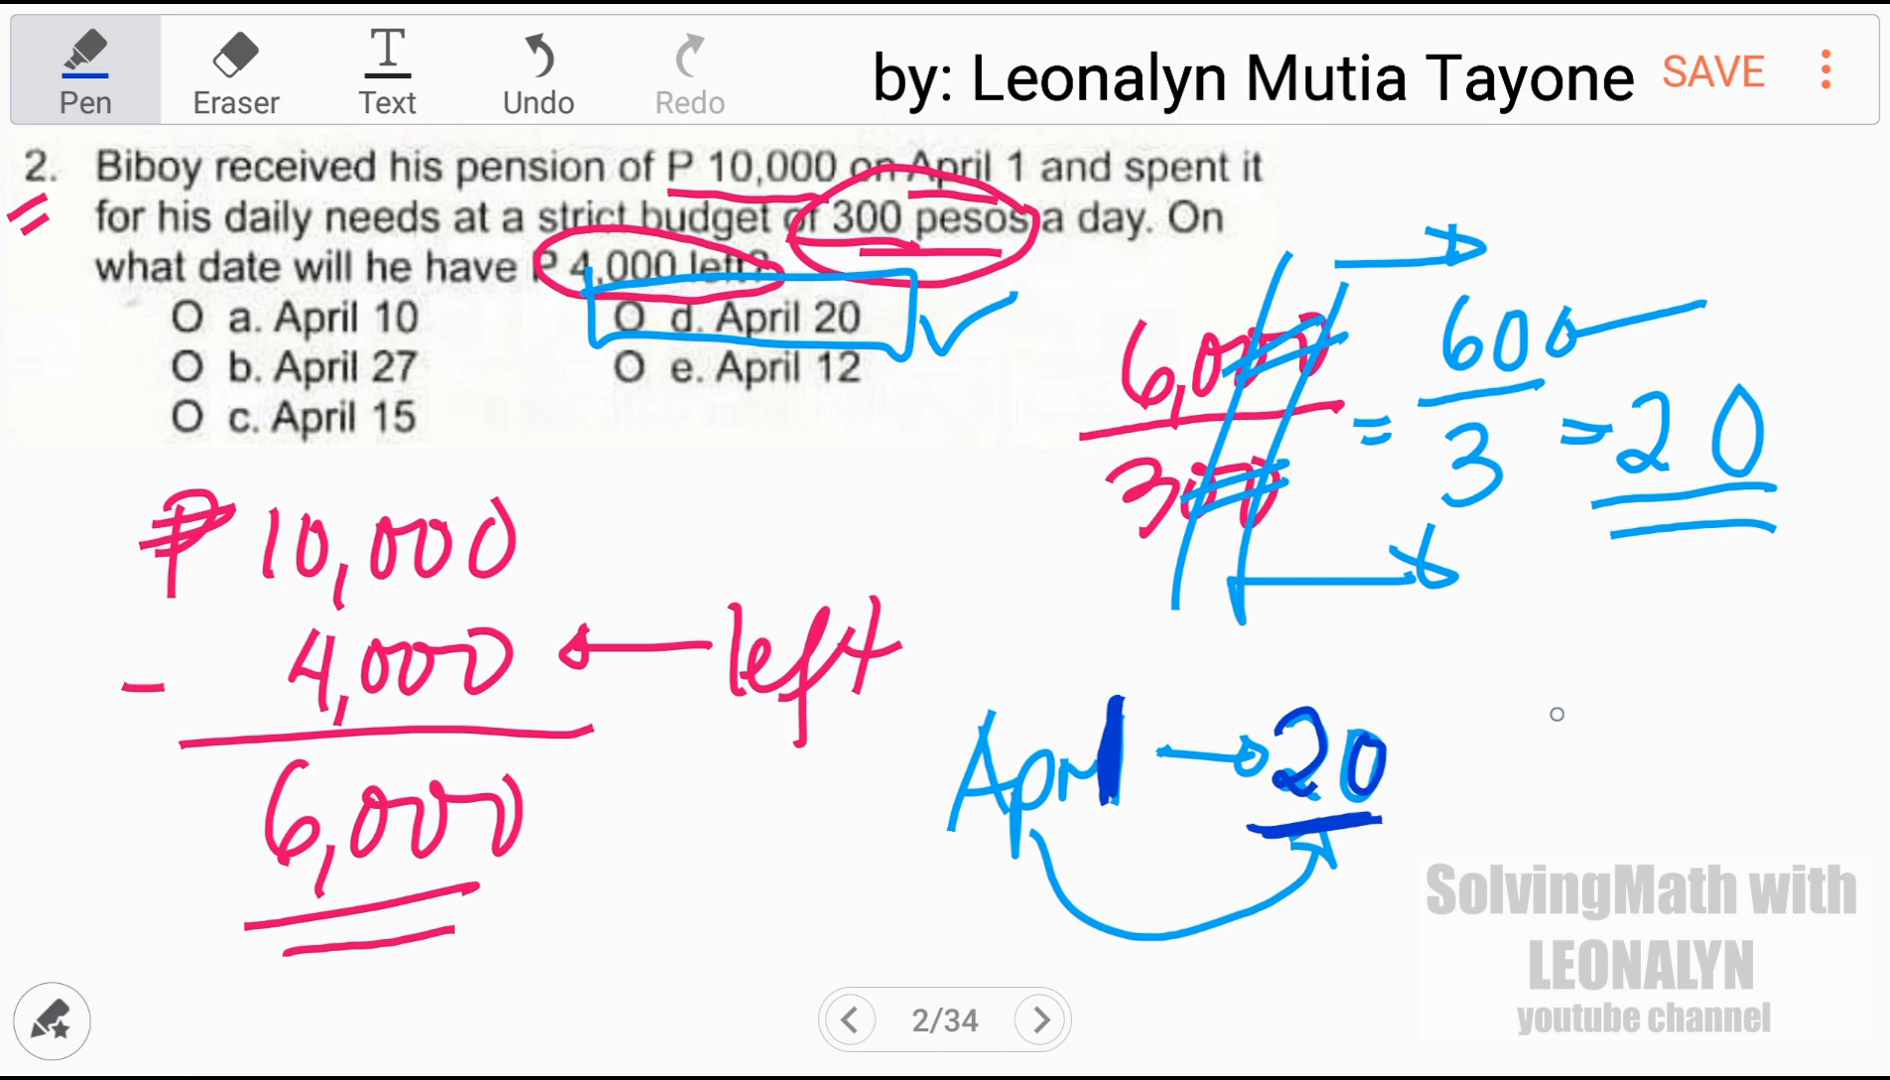 Pen Eraser Text Undo Redo by: Leonalyn Mutia Tayone SAVE
2. Biboy received his pension of P 10,000 on April 1 and spent it
for his daily needs at a strict budget of 300 pesos a day. On
what date will he have P 4,000 left?
O a. April 10 O d. April 20
O b. April 27 O e. April 12
O c. April 15
6,000
300
=
60
3
= 20
₱ 10,000
- 4,000 ← left
6,000
April → 20
SolvingMath with
LEONALYN
youtube channel
2/34